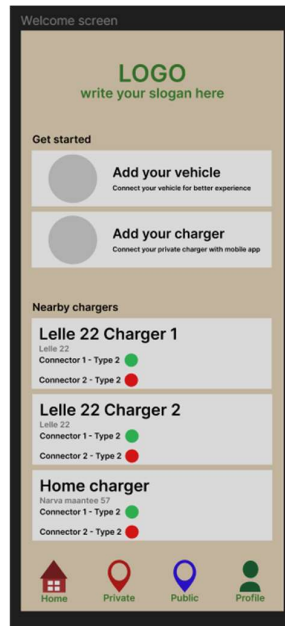 Welcome screen
LOGO
write your slogan here
Get started
Add your vehicle
Connect your vehicle for better experience
Add your charger
Connect your private charger with mobile app
Nearby chargers
Lelle 22 Charger 1
Lelle 22
Connector 1 - Type 2
Connector 2 - Type 2
Lelle 22 Charger 2
Lelle 22
Connector 1 - Type 2
Connector 2 - Type 2
Home charger
Narva maantee 57
Connector 1 - Type 2
Connector 2 - Type 2
Home Private Public Profile